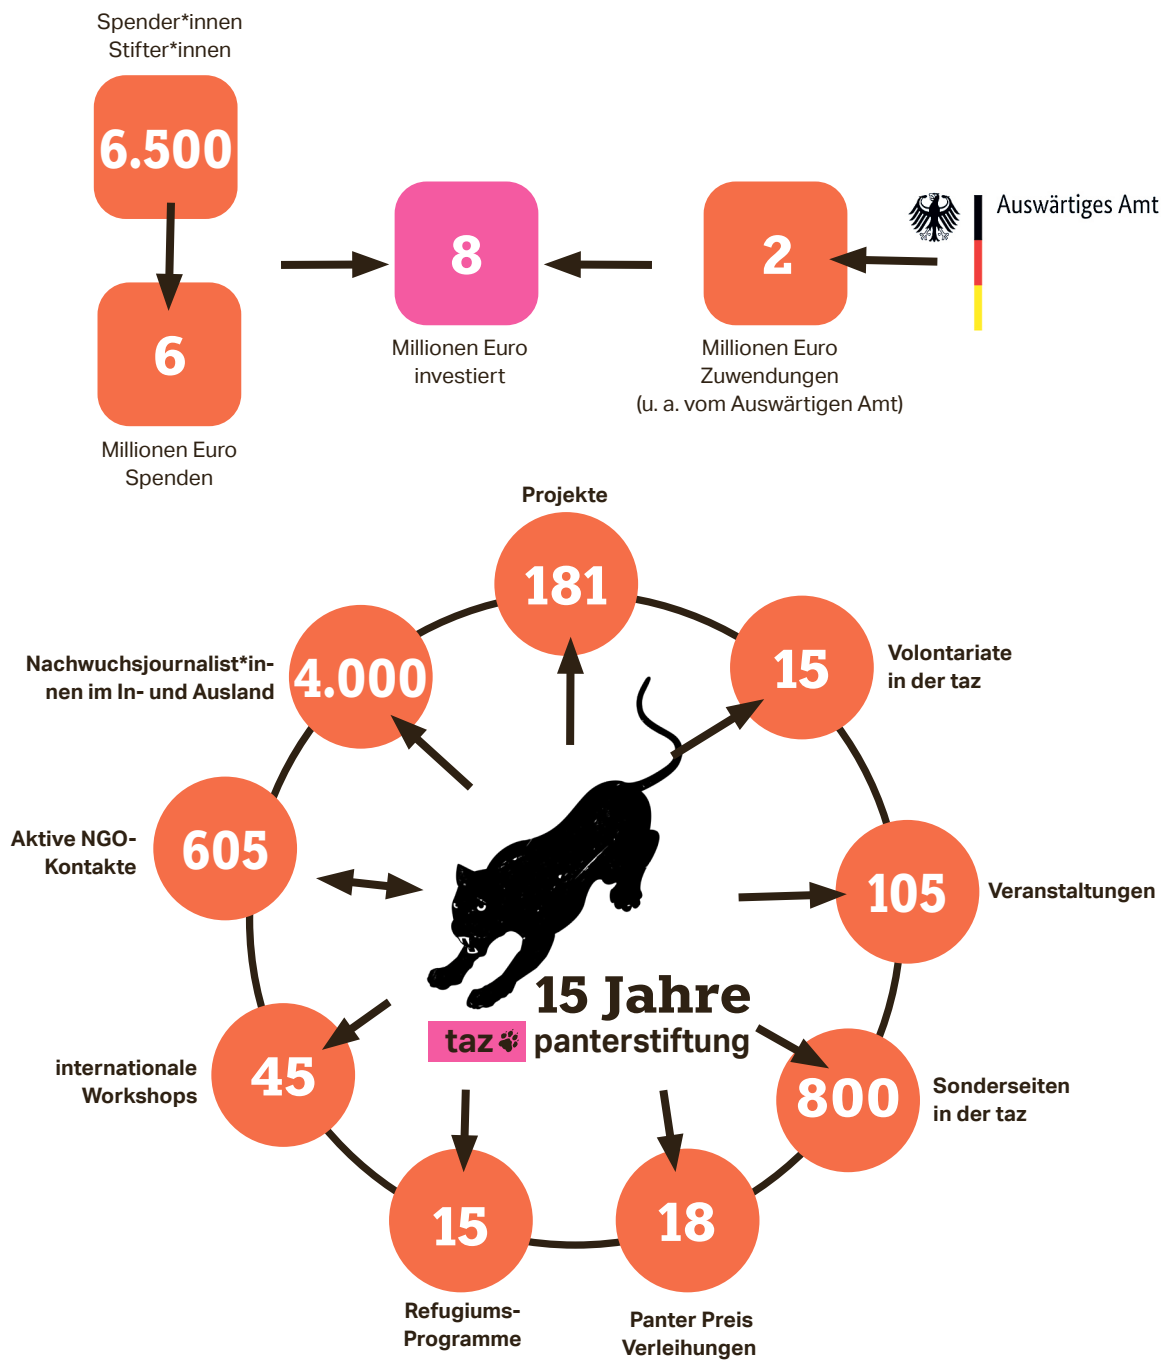 Spender*innen
Stifter*innen
6.500
6
Millionen Euro
Spenden
8
Millionen Euro
investiert
2
Millionen Euro
Zuwendungen
(u. a. vom Auswärtigen Amt)
Auswärtiges Amt
Projekte
181
15
Volontariate
in der taz
105
Veranstaltungen
800
Sonderseiten
in der taz
18
Panter Preis
Verleihungen
15
Refugiums-
Programme
45
internationale
Workshops
605
Aktive NGO-
Kontakte
4.000
Nachwuchsjournalist*in-
nen im In- und Ausland
15 Jahre
taz panterstiftung